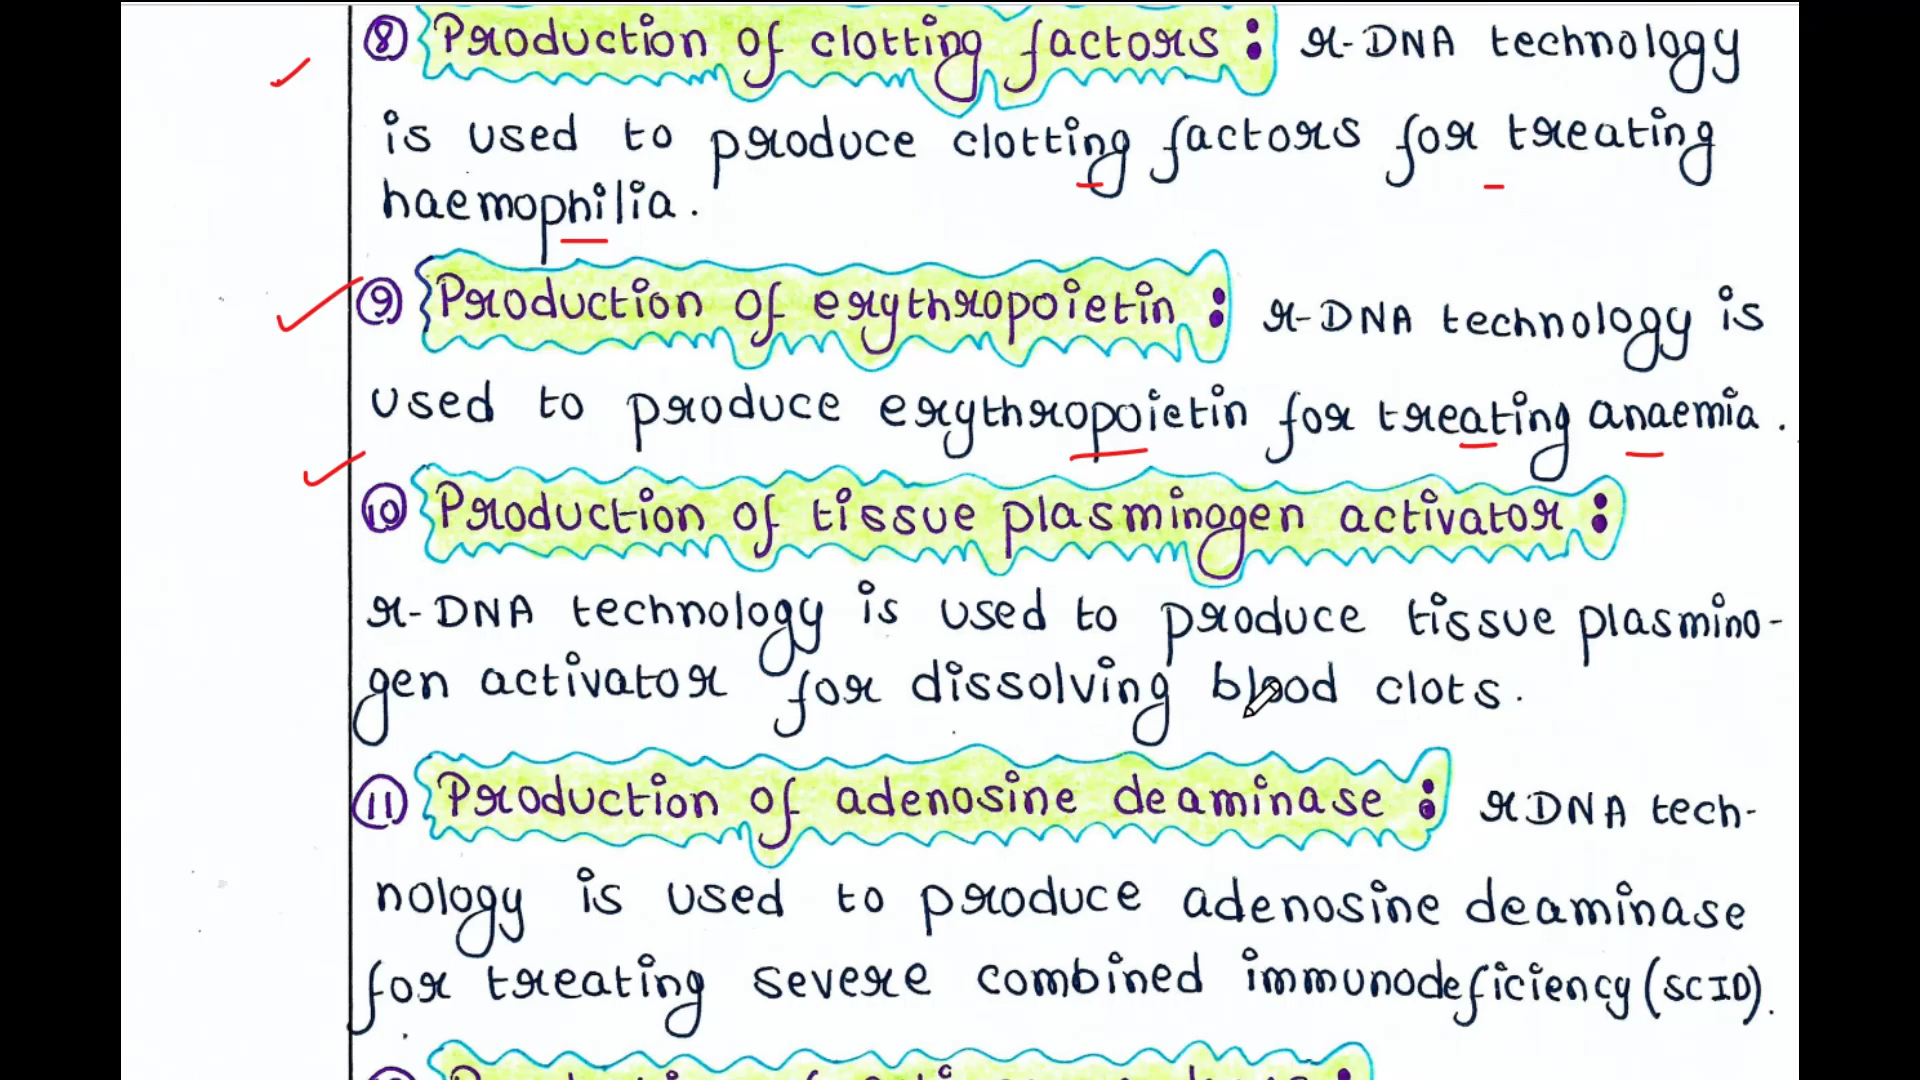 ⑧ Production of clotting factors : r-DNA technology
is used to produce clotting factors for treating
haemophilia.
⑨ Production of erythropoietin : r-DNA technology is
used to produce erythropoietin for treating anaemia.
⑩ Production of tissue plasminogen activator :
r-DNA technology is used to produce tissue plasmino-
gen activator for dissolving blood clots.
⑪ Production of adenosine deaminase : rDNA tech-
nology is used to produce adenosine deaminase
for treating severe combined immunodeficiency (SCID).